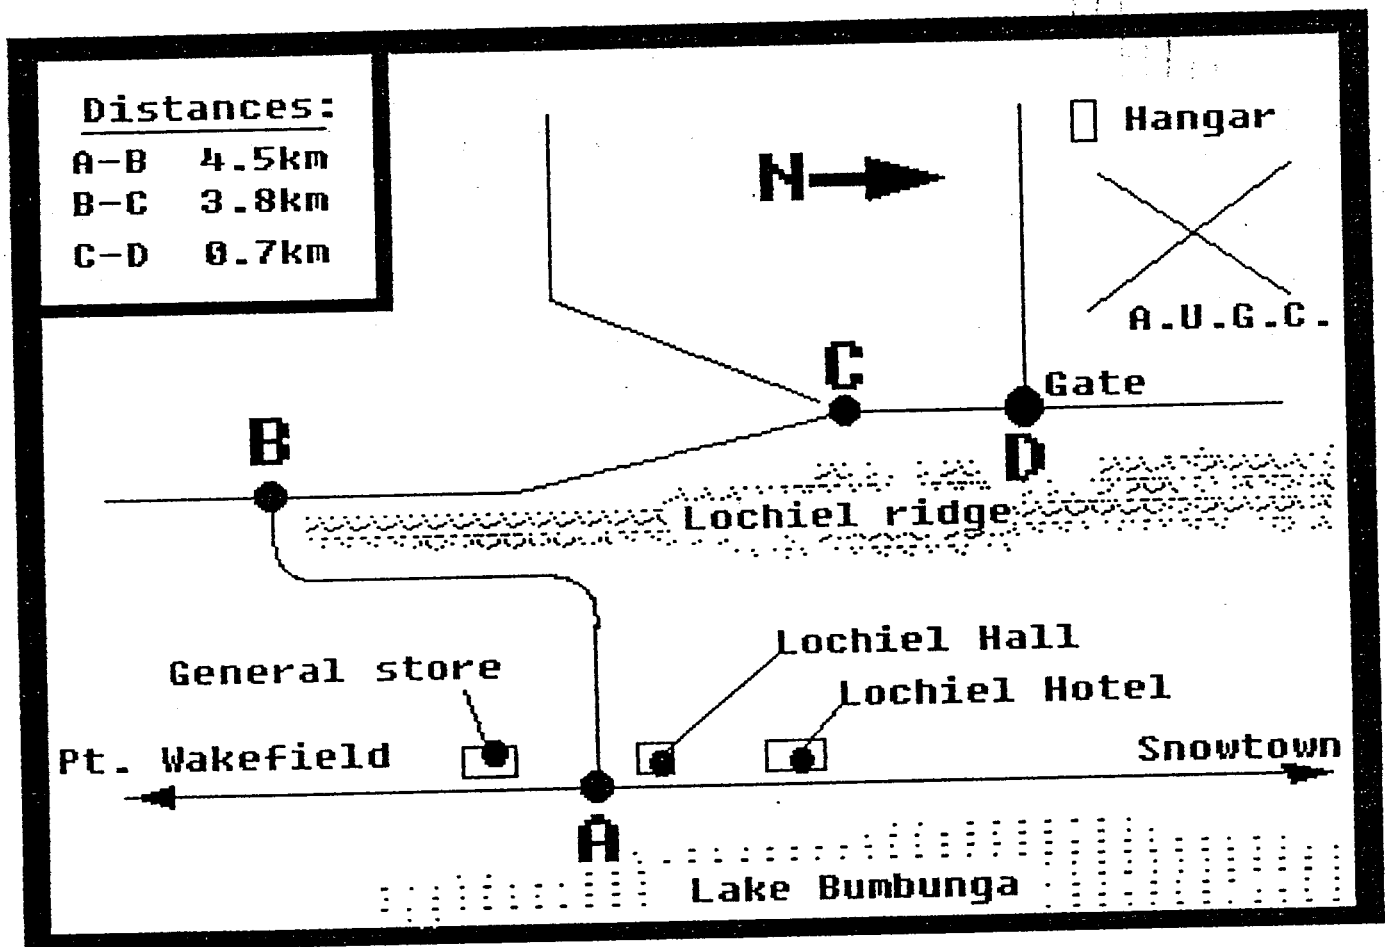 Distances:
A-B 4.5km
B-C 3.8km
C-D 0.7km
N
Hangar
A.U.G.C.
C
Gate
B
D
Lochiel ridge
Lochiel Hall
General store
Lochiel Hotel
Pt. Wakefield
Snowtown
A
Lake Bumbunga